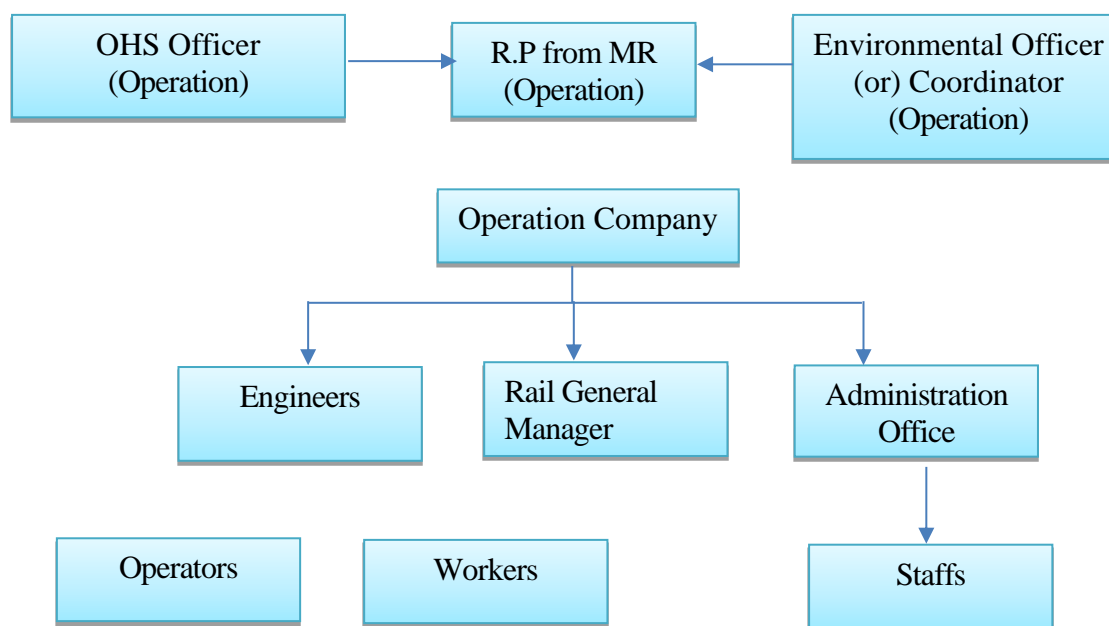 OHS Officer
(Operation)
R.P from MR
(Operation)
Environmental Officer
(or) Coordinator
(Operation)
Operation Company
Engineers
Rail General
Manager
Administration
Office
Operators
Workers
Staffs